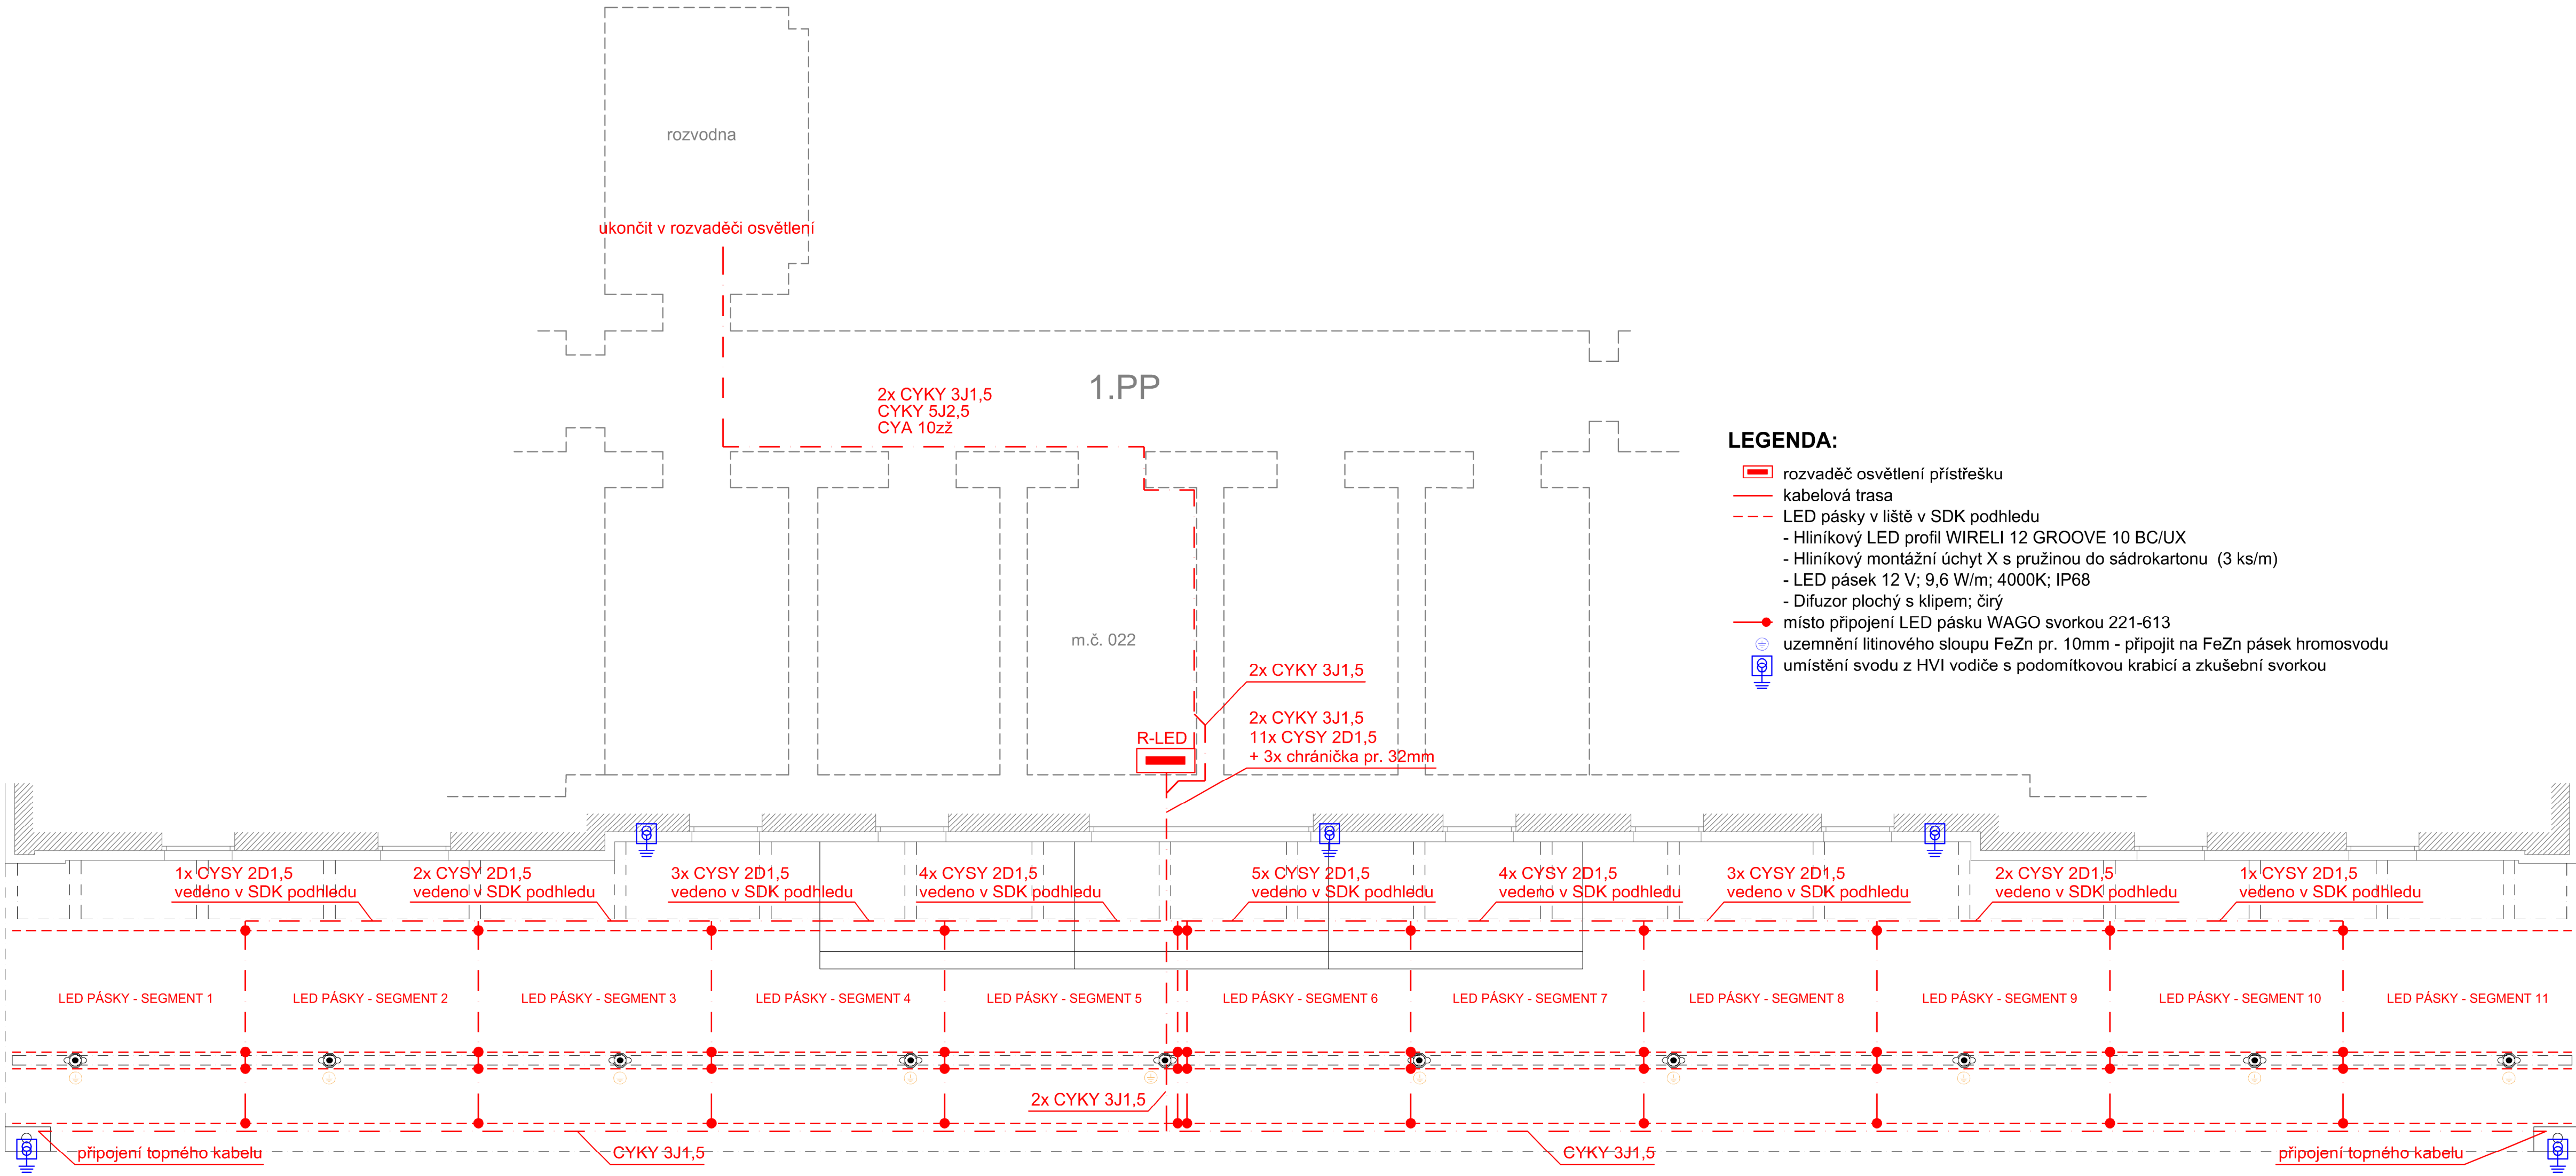 rozvodna
ukončit v rozvaděči osvětlení
1.PP
2x CYKY 3J1,5
CYKY 5J2,5
CYA 10zž
LEGENDA:
rozvaděč osvětlení přístřešku
kabelová trasa
LED pásky v liště v SDK podhledu
- Hliníkový LED profil WIRELI 12 GROOVE 10 BC/UX
- Hliníkový montážní úchyt X s pružinou do sádrokartonu (3 ks/m)
- LED pásek 12 V; 9,6 W/m; 4000K; IP68
- Difuzor plochý s klipem; čirý
místo připojení LED pásku WAGO svorkou 221-613
uzemnění litinového sloupu FeZn pr. 10mm - připojit na FeZn pásek hromosvodu
umístění svodu z HVI vodiče s podomítkovou krabicí a zkušební svorkou
m.č. 022
2x CYKY 3J1,5
R-LED
2x CYKY 3J1,5
11x CYSY 2D1,5
+ 3x chránička pr. 32mm
1x CYSY 2D1,5
vedeno v SDK podhledu
2x CYSY 2D1,5
vedeno v SDK podhledu
3x CYSY 2D1,5
vedeno v SDK podhledu
4x CYSY 2D1,5
vedeno v SDK podhledu
5x CYSY 2D1,5
vedeno v SDK podhledu
4x CYSY 2D1,5
vedeno v SDK podhledu
3x CYSY 2D1,5
vedeno v SDK podhledu
2x CYSY 2D1,5
vedeno v SDK podhledu
1x CYSY 2D1,5
vedeno v SDK podhledu
LED PÁSKY - SEGMENT 1
LED PÁSKY - SEGMENT 2
LED PÁSKY - SEGMENT 3
LED PÁSKY - SEGMENT 4
LED PÁSKY - SEGMENT 5
LED PÁSKY - SEGMENT 6
LED PÁSKY - SEGMENT 7
LED PÁSKY - SEGMENT 8
LED PÁSKY - SEGMENT 9
LED PÁSKY - SEGMENT 10
LED PÁSKY - SEGMENT 11
2x CYKY 3J1,5
připojení topného kabelu
CYKY 3J1,5
CYKY 3J1,5
připojení topného kabelu